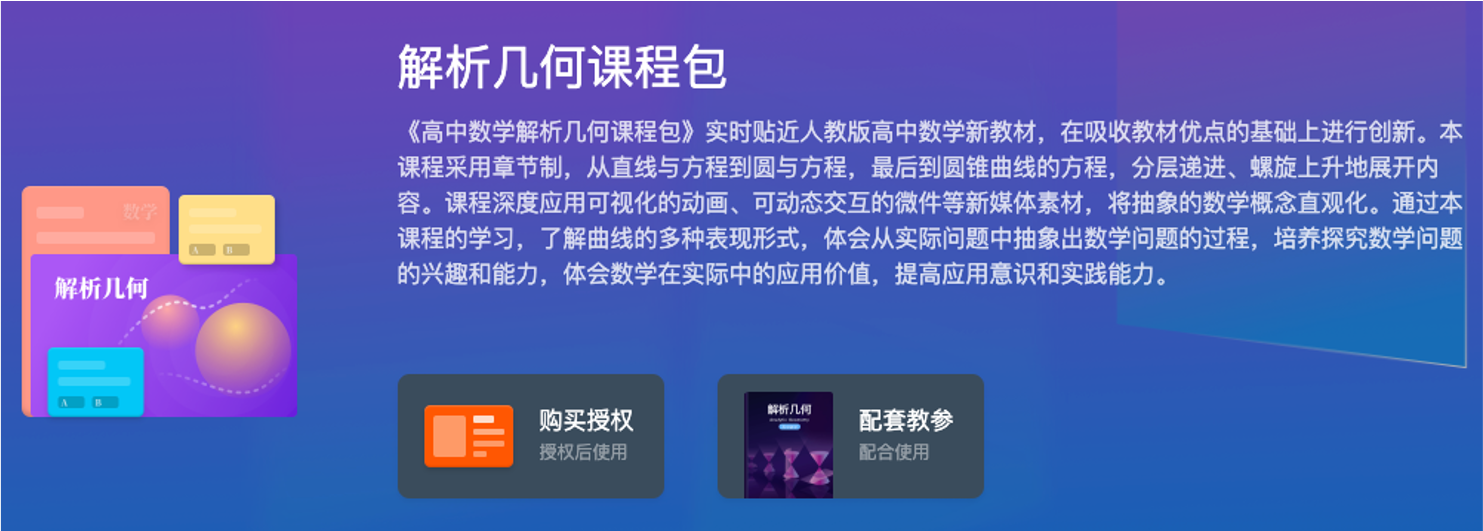 解析几何课程包
《高中数学解析几何课程包》实时贴近人教版高中数学新教材，在吸收教材优点的基础上进行创新。本
课程采用章节制，从直线与方程到圆与方程，最后到圆锥曲线的方程，分层递进、螺旋上升地展开内
容。课程深度应用可视化的动画、可动态交互的微件等新媒体素材，将抽象的数学概念直观化。通过本
课程的学习，了解曲线的多种表现形式，体会从实际问题中抽象出数学问题的过程，培养探究数学问题
的兴趣和能力，体会数学在实际中的应用价值，提高应用意识和实践能力。
数学
A B
解析几何
A B
购买授权
授权后使用
解析几何
配套教参
配合使用